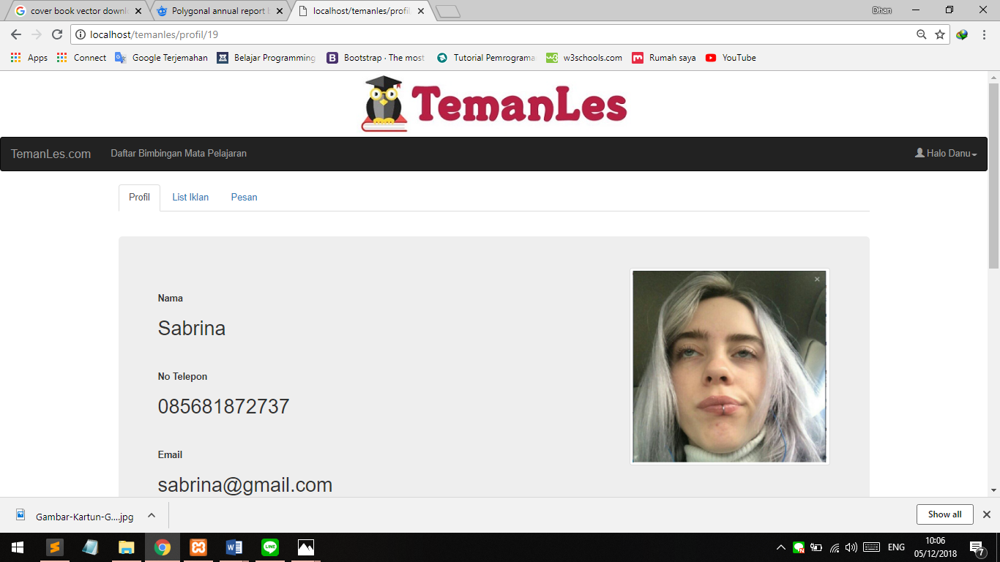 cover book vector downl
Polygonal annual report b
localhost/temanles/profil
Dhan
localhost/temanles/profil/19
Apps
Connect
Google Terjemahan
Belajar Programming
Bootstrap · The most
Tutorial Pemrograma
w3schools.com
Rumah saya
YouTube
TemanLes
TemanLes.com
Daftar Bimbingan Mata Pelajaran
Halo Danu
Profil
List Iklan
Pesan
Nama
Sabrina
No Telepon
085681872737
Email
sabrina@gmail.com
Gambar-Kartun-G....jpg
Show all
ENG
10:06
05/12/2018
7